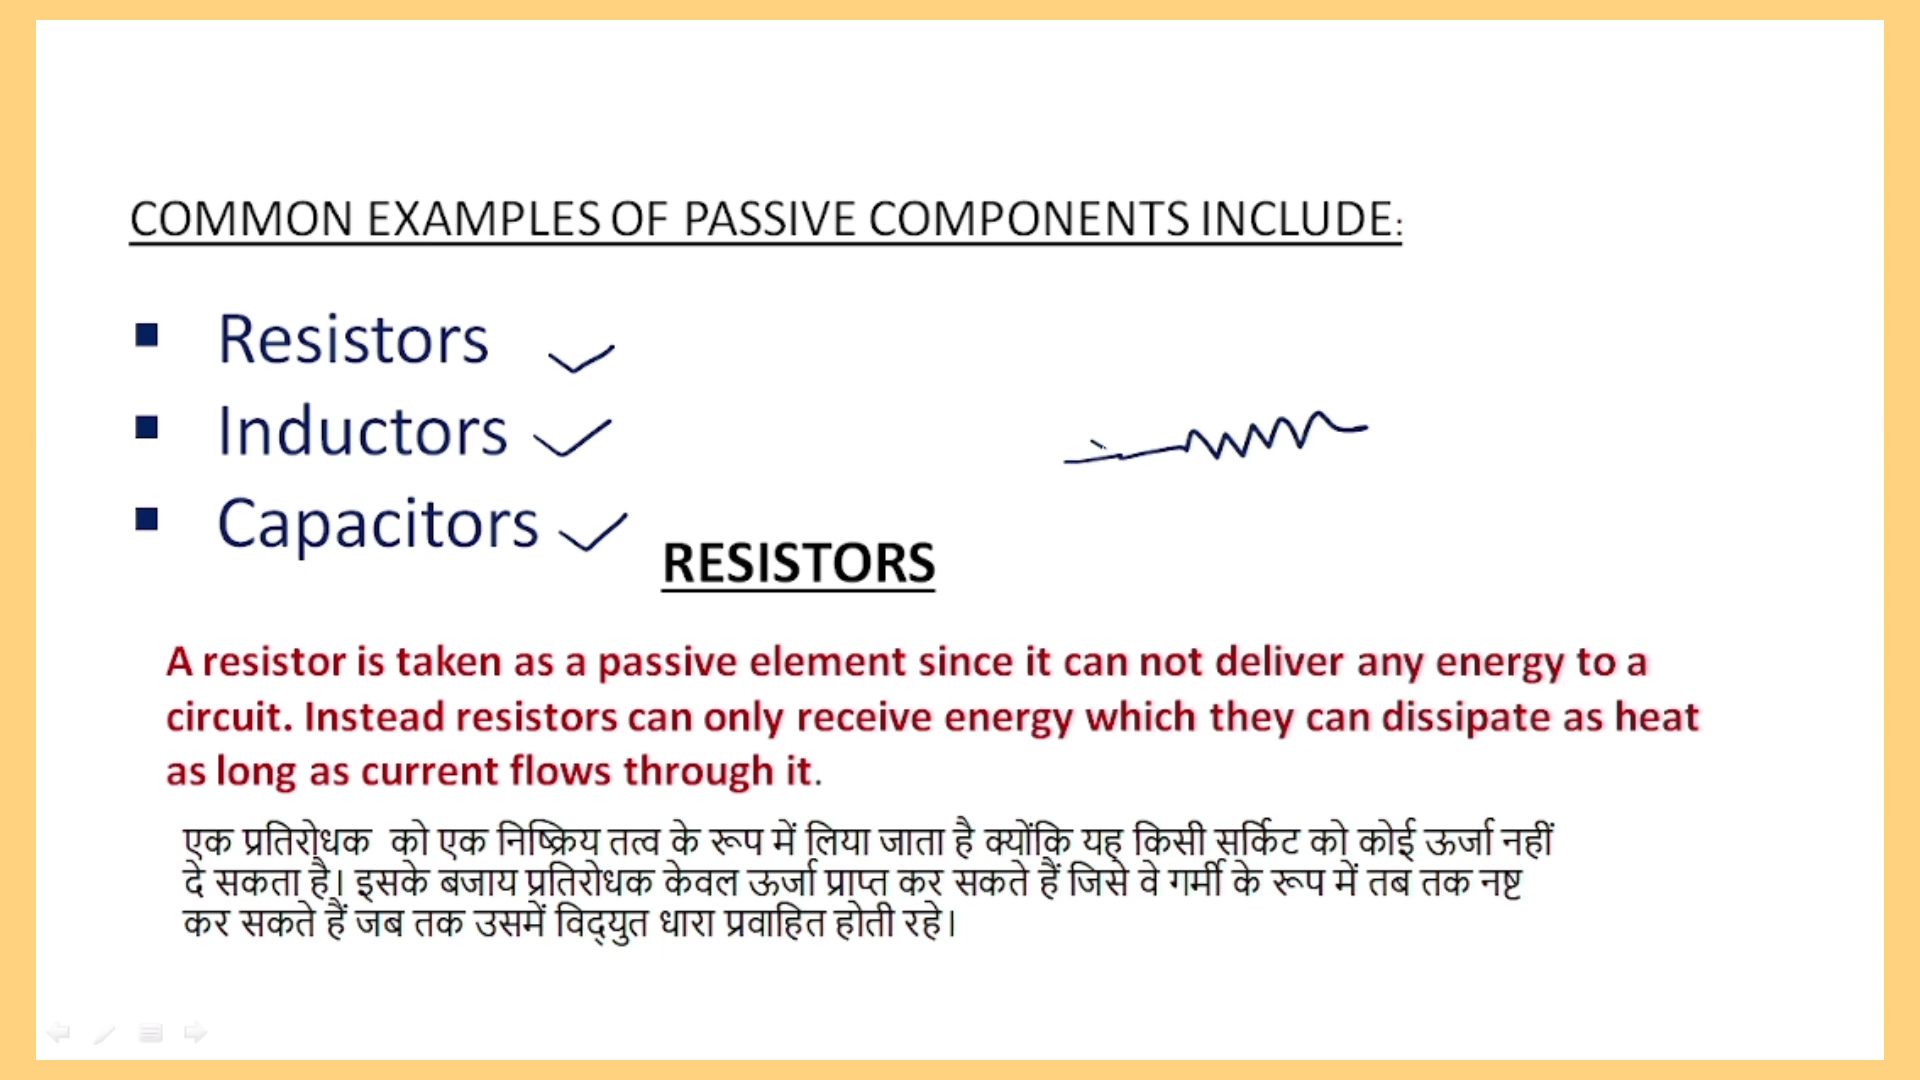 COMMON EXAMPLES OF PASSIVE COMPONENTS INCLUDE:
▪ Resistors
▪ Inductors
▪ Capacitors
RESISTORS
A resistor is taken as a passive element since it can not deliver any energy to a
circuit. Instead resistors can only receive energy which they can dissipate as heat
as long as current flows through it.
एक प्रतिरोधक को एक निष्क्रिय तत्व के रूप में लिया जाता है क्योंकि यह किसी सर्किट को कोई ऊर्जा नहीं
दे सकता है। इसके बजाय प्रतिरोधक केवल ऊर्जा प्राप्त कर सकते हैं जिसे वे गर्मी के रूप में तब तक नष्ट
कर सकते हैं जब तक उसमें विद्युत धारा प्रवाहित होती रहे।